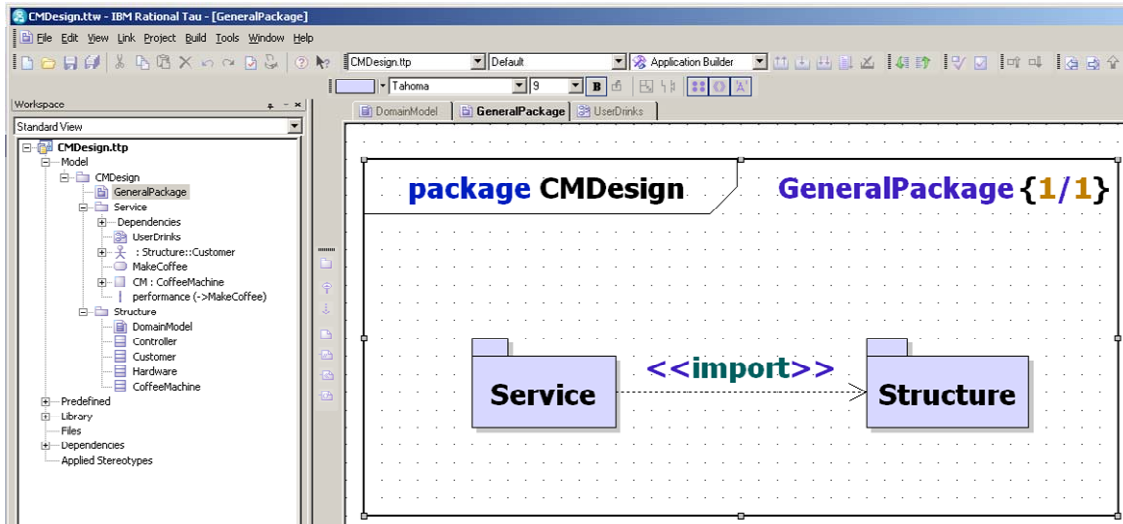 CMDesign.ttw - IBM Rational Tau - [GeneralPackage]
File Edit View Link Project Build Tools Window Help
CMDesign.ttp Default Application Builder
Tahoma 9 B
Workspace
DomainModel GeneralPackage UserDrinks
Standard View
CMDesign.ttp
Model
CMDesign
GeneralPackage
Service
Dependencies
UserDrinks
: Structure::Customer
MakeCoffee
CM : CoffeeMachine
performance (->MakeCoffee)
Structure
DomainModel
Controller
Customer
Hardware
CoffeeMachine
Predefined
Library
Files
Dependencies
Applied Stereotypes
package CMDesign GeneralPackage {1/1}
<<import>>
Service Structure